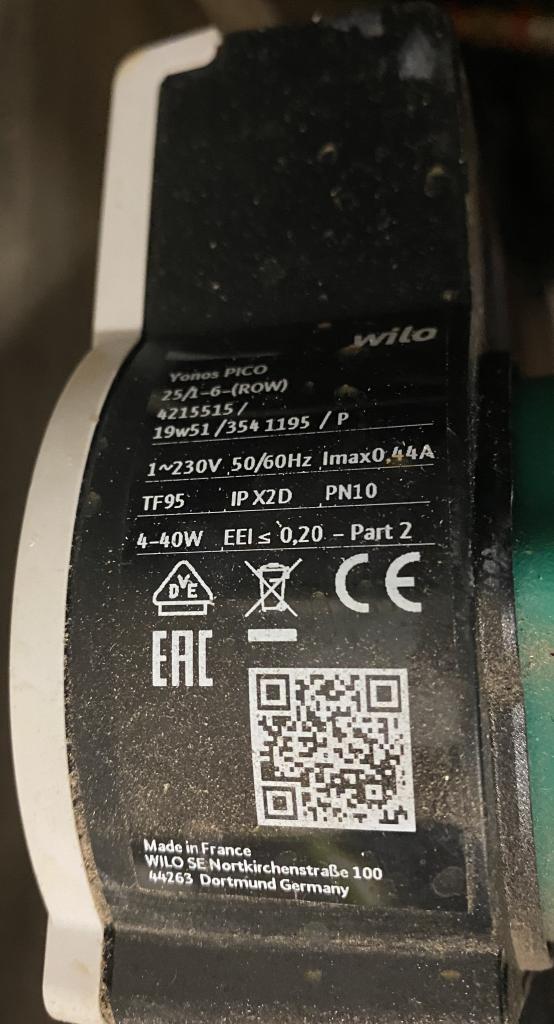 wilo
Yonos PICO
25/1-6-(ROW)
4215515 /
19w51 /354 1195 / P
1~230V 50/60Hz Imax0,44A
TF95 IP X2D PN10
4-40W EEI ≤ 0,20 - Part 2
DVE
CE
EAC
Made in France
WILO SE Nortkirchenstraße 100
44263 Dortmund Germany